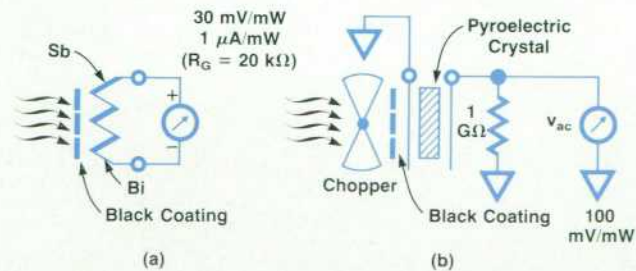 Sb
30 mV/mW
1 μA/mW
(R_G = 20 kΩ)
+
−
Bi
Black Coating
(a)
Pyroelectric
Crystal
Chopper
Black Coating
1
GΩ
v_ac
100
mV/mW
(b)